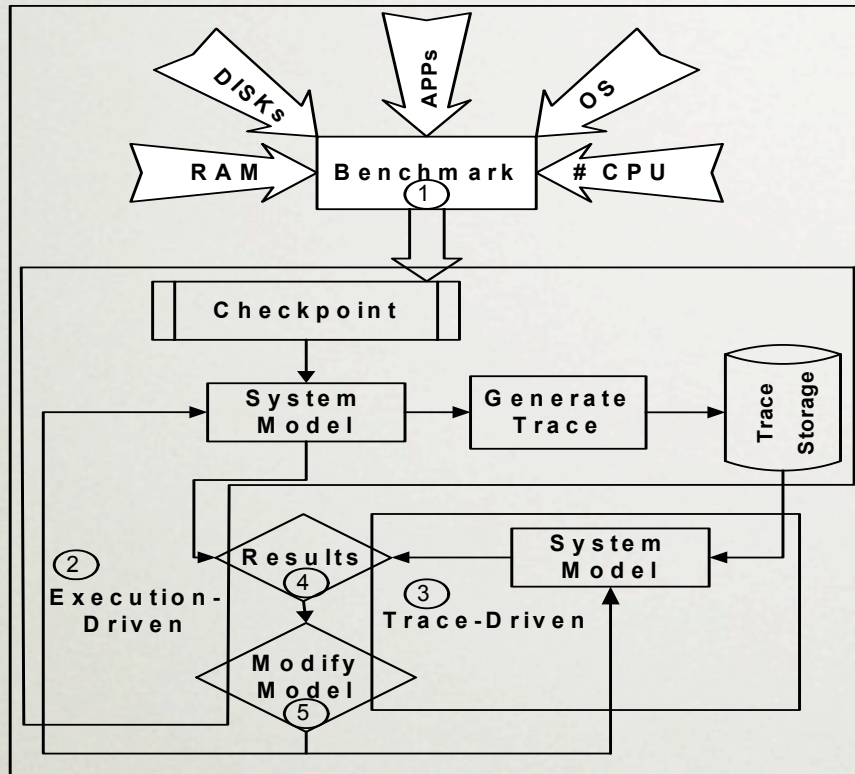 DISKs
APPs
OS
RAM
Benchmark
# CPU
1
Checkpoint
System
Model
Generate
Trace
Trace
Storage
2
Execution-
Driven
Results
4
3
Trace-Driven
System
Model
Modify
Model
5